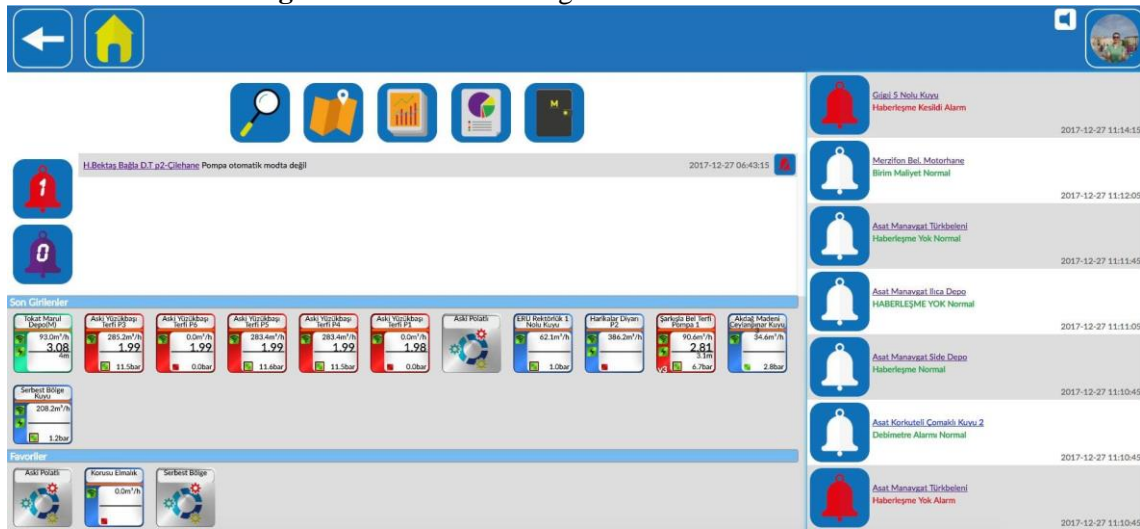 M
1
H.Bektaş Bağla D.T p2-Çilehane Pompa otomatik modta değil 2017-12-27 06:43:15
0
Son Girilenler
Tokat Marul Depo(M)
93.0m³/h
3.08
4m
Aski Yüzükbaşı Terfi P3
285.2m³/h
1.99
11.5bar
Aski Yüzükbaşı Terfi P6
0.0m³/h
1.99
0.0bar
Aski Yüzükbaşı Terfi P5
283.4m³/h
1.99
11.6bar
Aski Yüzükbaşı Terfi P4
283.4m³/h
1.99
11.5bar
Aski Yüzükbaşı Terfi P1
0.0m³/h
1.98
0.0bar
Aski Polatlı
ERÜ Rektörlük 1 Nolu Kuyu
62.1m³/h
1.0bar
Harikalar Diyarı P2
386.2m³/h
Şarkışla Bel Terfi Pompa 1
90.6m³/h
2.81
3.1m
v3
6.7bar
Akdağ Madeni Ceylanpınar Kuyu
34.6m³/h
2.8bar
Serbest Bölge Kuyu
208.2m³/h
1.2bar
Favoriler
Aski Polatlı
Korusu Elmalık
0.0m³/h
Serbest Bölge
Gilgi 5 Nolu Kuyu
Haberleşme Kesildi Alarm
2017-12-27 11:14:15
Merzifon Bel. Motorhane
Birim Maliyet Normal
2017-12-27 11:12:05
Asat Manavgat Türkbeleni
Haberleşme Yok Normal
2017-12-27 11:11:45
Asat Manavgat Ilıca Depo
HABERLEŞME YOK Normal
2017-12-27 11:11:05
Asat Manavgat Side Depo
Haberleşme Normal
2017-12-27 11:10:45
Asat Korkuteli Çomaklı Kuyu 2
Debimetre Alarmı Normal
2017-12-27 11:10:45
Asat Manavgat Türkbeleni
Haberleşme Yok Alarm
2017-12-27 11:10:45